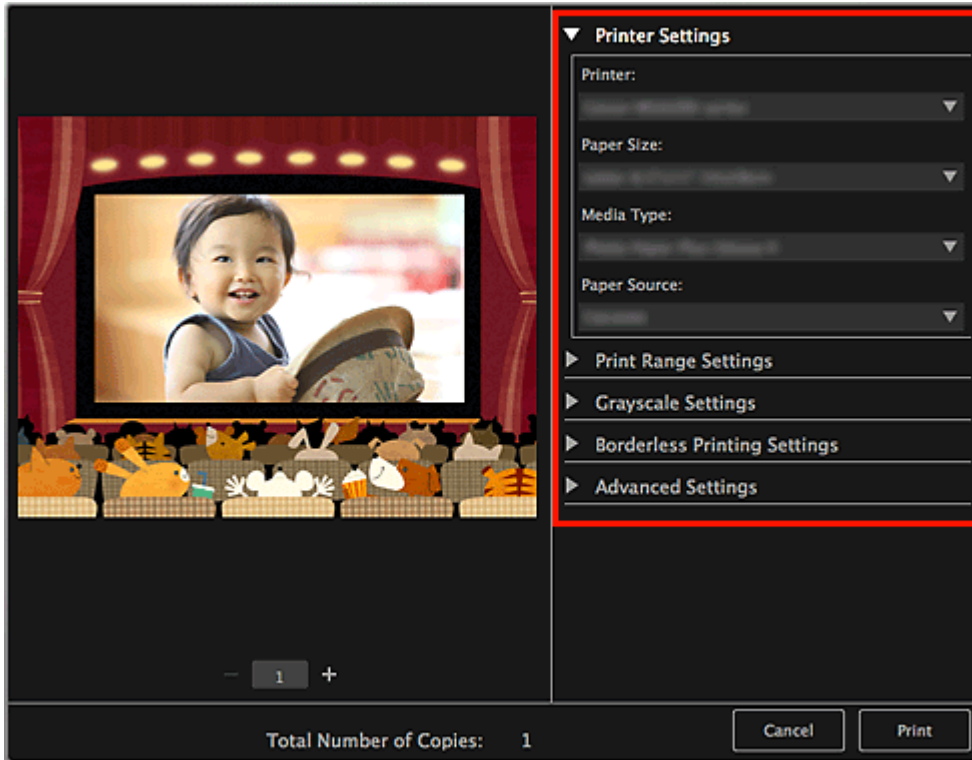 Printer Settings
Printer:
Paper Size:
Media Type:
Paper Source:
Print Range Settings
Grayscale Settings
Borderless Printing Settings
Advanced Settings
1
Total Number of Copies: 1
Cancel
Print